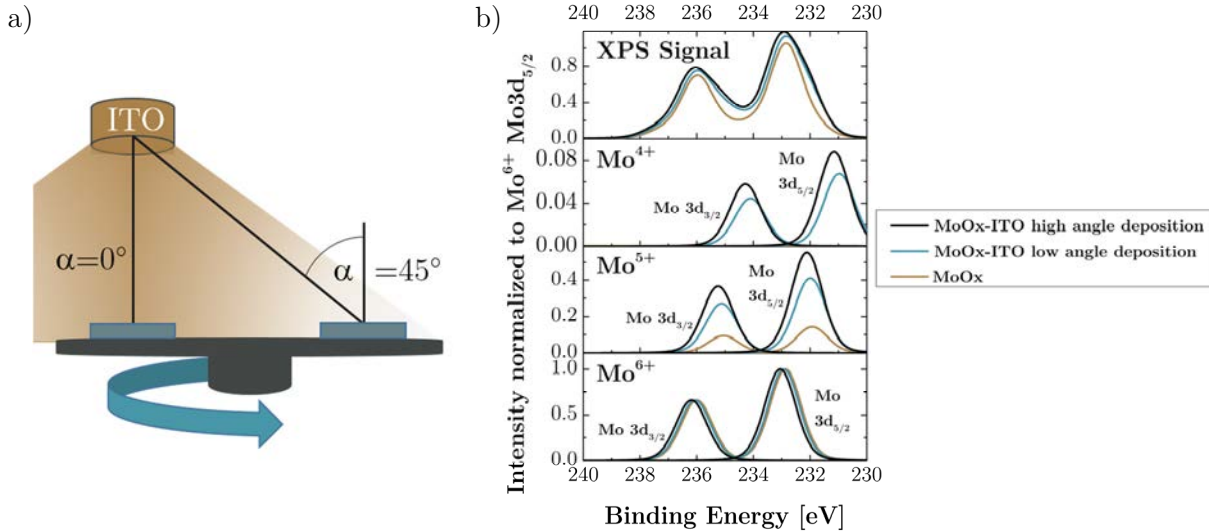 a)
ITO
α=0°
α =45°
b)
240 238 236 234 232 230
XPS Signal
0.8
0.4
0.0
Mo⁴⁺
Mo
3d₅/₂
Mo 3d₃/₂
0.08
0.04
0.00
Mo⁵⁺
Mo
3d₅/₂
Mo 3d₃/₂
0.4
0.2
0.0
Mo⁶⁺
Mo
3d₅/₂
Mo 3d₃/₂
1.0
0.5
0.0
240 238 236 234 232 230
Binding Energy [eV]
Intensity normalized to Mo⁶⁺ Mo3d₅/₂
MoOx-ITO high angle deposition
MoOx-ITO low angle deposition
MoOx